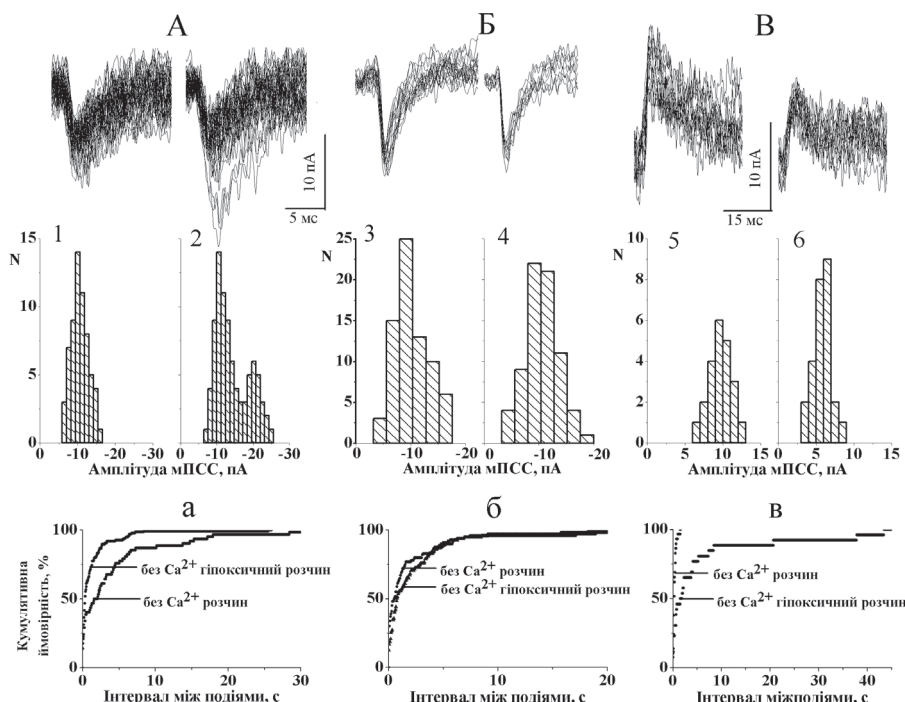 А
Б
В
10 пА
5 мс
10 пА
15 мс
1
2
3
4
5
6
N
15
10
5
0
0 -10 -20 -30
0 -10 -20 -30
Амплітуда мПСС, пА
25
20
15
10
5
0
0 -10 -20
0 -10 -20
Амплітуда мПСС, пА
N
10
8
6
4
2
0
0 5 10 15
0 5 10 15
Амплітуда мПСС, пА
а
б
в
Кумулятивна
ймовірність, %
100
50
0
без Ca2+ гіпоксичний розчин
без Ca2+ розчин
0 10 20 30
Інтервал між подіями, с
100
50
0
без Ca2+ розчин
без Ca2+ гіпоксичний розчин
0 10 20
Інтервал між подіями, с
100
50
0
без Ca2+ розчин
без Ca2+ гіпоксичний розчин
0 10 20 30 40
Інтервал міжподіями, с